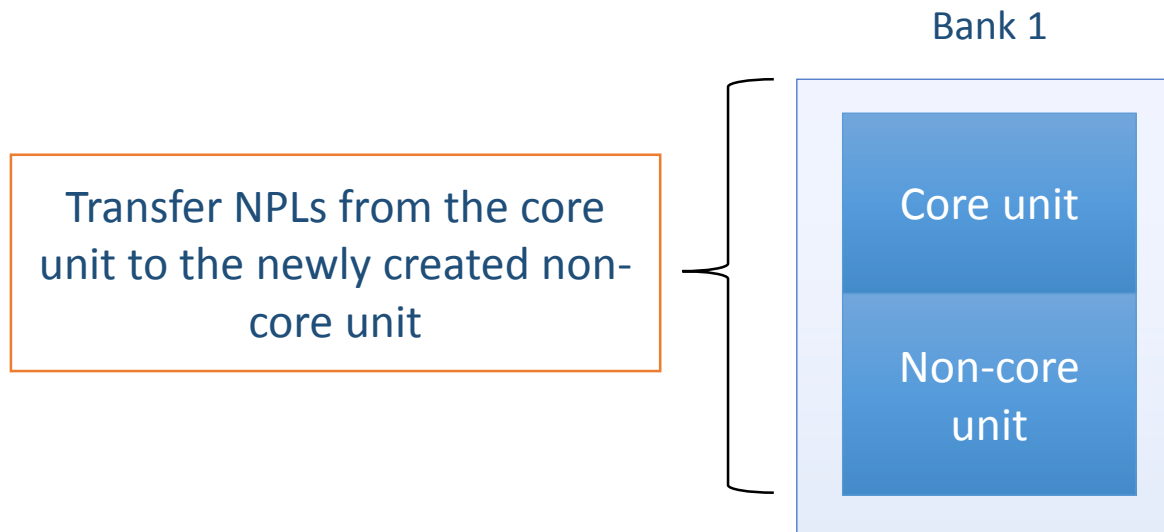 Bank 1
Transfer NPLs from the core
unit to the newly created non-
core unit
Core unit
Non-core
unit